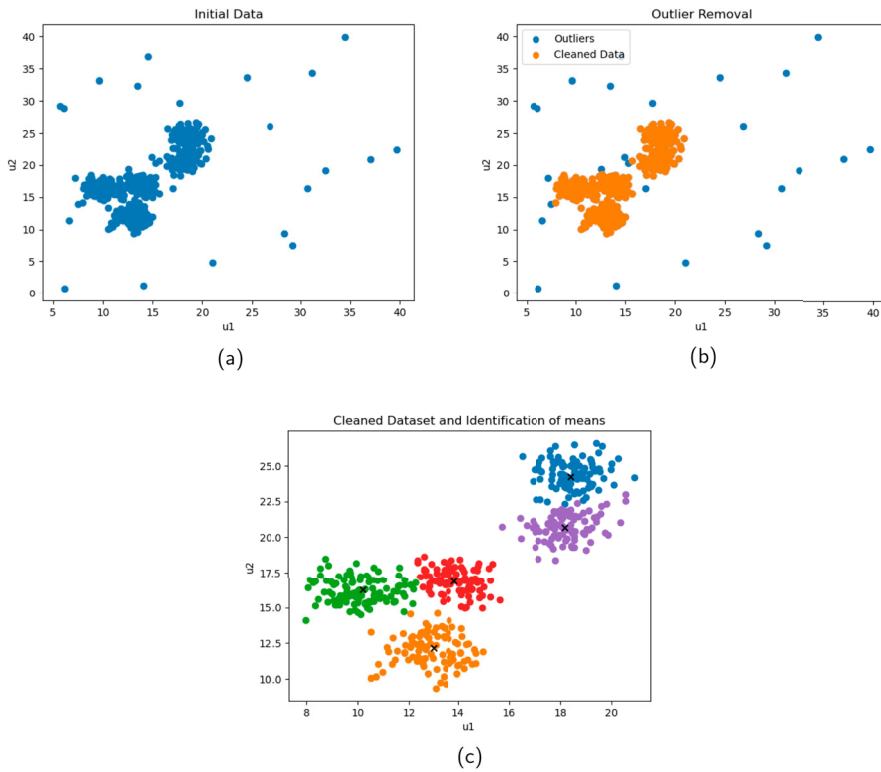 Initial Data
40
35
30
25
20
15
10
5
o
u2
5 10 15 20 25 30 35 40
u1
(a)
Outlier Removal
Outliers
Cleaned Data
40
35
30
25
20
15
10
5
o
u2
5 10 15 20 25 30 35 40
u1
(b)
Cleaned Dataset and Identification of means
25.0
22.5
20.0
17.5
15.0
12.5
10.0
u2
8 10 12 14 16 18 20
u1
(c)